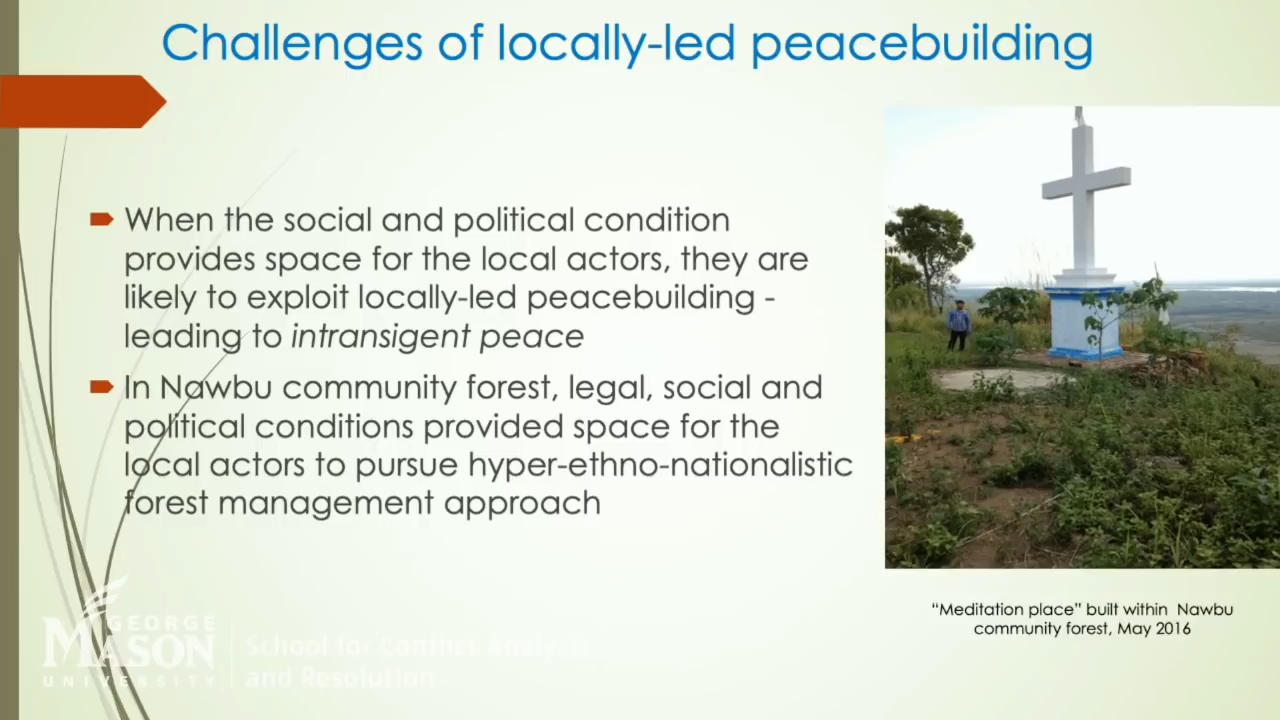 Challenges of locally-led peacebuilding
When the social and political condition
provides space for the local actors, they are
likely to exploit locally-led peacebuilding -
leading to intransigent peace
In Nawbu community forest, legal, social and
political conditions provided space for the
local actors to pursue hyper-ethno-nationalistic
forest management approach
“Meditation place” built within Nawbu
community forest, May 2016
GEORGE
MASON
UNIVERSITY
School for Conflict Analysis
and Resolution